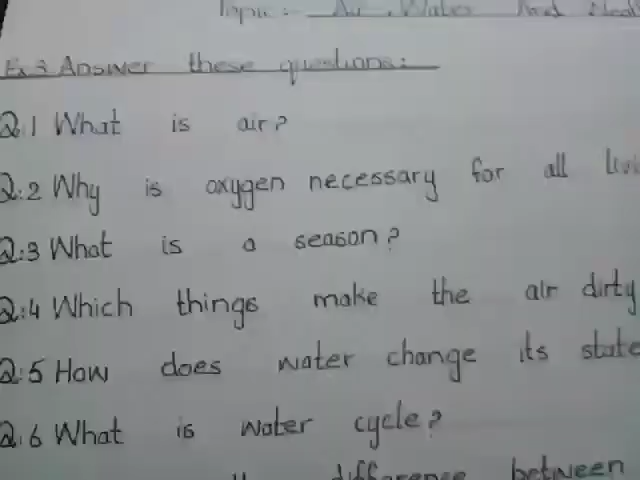 Topic:- Air, Water And
Ex 3 Answer these questions:-
Q.1 What is air?
Q:2 Why is oxygen necessary for all
Q:3 What is a season?
Q:4 Which things make the air dirty
Q:5 How does water change its state
Q.6 What is water cycle?
difference between